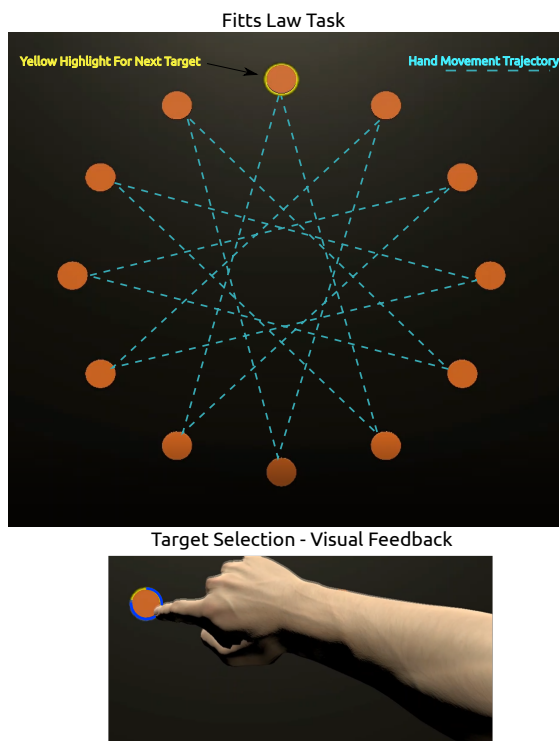 Fitts Law Task
Yellow Highlight For Next Target
Hand Movement Trajectory
Target Selection - Visual Feedback